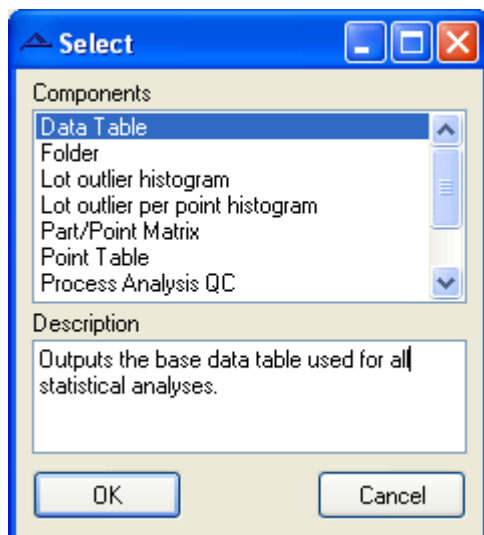 Select
Components
Data Table
Folder
Lot outlier histogram
Lot outlier per point histogram
Part/Point Matrix
Point Table
Process Analysis QC
Description
Outputs the base data table used for all
statistical analyses.
OK
Cancel